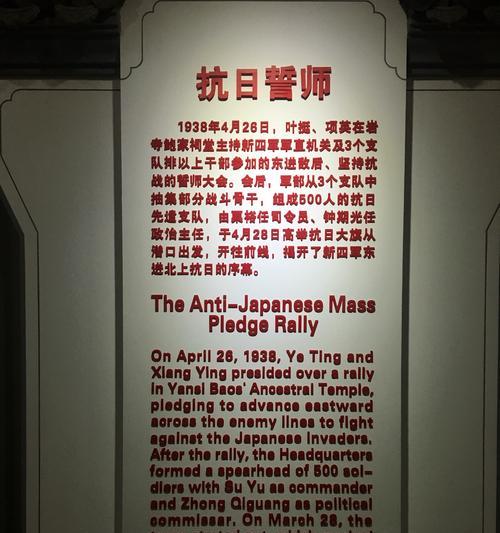 抗日誓师
1938年4月26日，叶挺、项英在岩
寺鲍家祠堂主持新四军军直机关及3个支
队排以上干部参加的东进敌后、坚持抗
战的誓师大会。会后，军部从3个支队中
抽集部分战斗骨干，组成500人的抗日
先遣支队，由粟裕任司令员、钟期光任
政治主任，于4月28日高举抗日大旗从
潜口出发，开往前线，揭开了新四军东
进北上抗日的序幕。
The Anti-Japanese Mass
Pledge Rally
On April 26, 1938, Ye Ting and
Xiang Ying presided over a rally
in Yansi Baos' Ancestral Temple,
pledging to advance eastward
across the enemy lines to fight
against the Japanese invaders.
After the rally, the Headquarters
formed a spearhead of 500 sol-
diers with Su Yu as commander
and Zhong Qiguang as political
commissar. On March 28, the